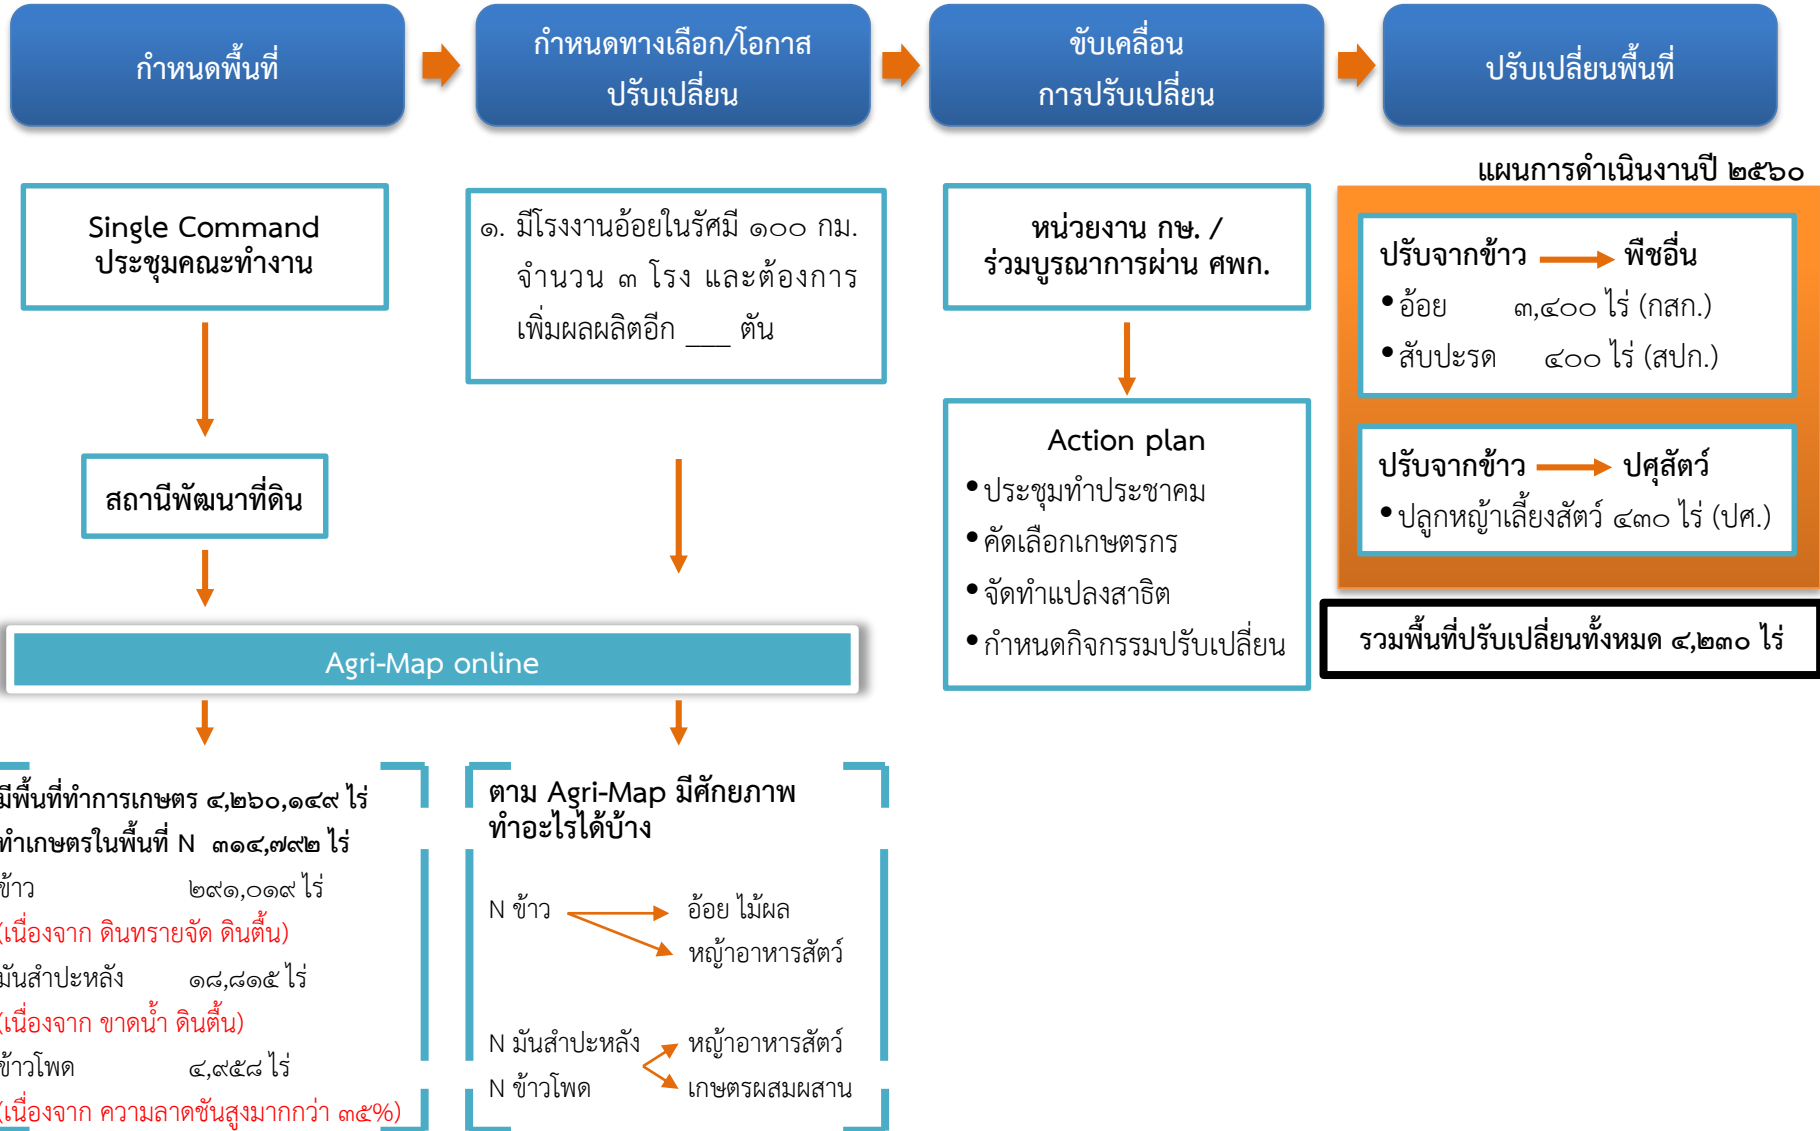 กำหนดพื้นที่
กำหนดทางเลือก/โอกาส
ปรับเปลี่ยน
ขับเคลื่อน
การปรับเปลี่ยน
ปรับเปลี่ยนพื้นที่
Single Command
ประชุมคณะทำงาน
สถานีพัฒนาที่ดิน
๑. มีโรงงานอ้อยในรัศมี ๑๐๐ กม.
จำนวน ๓ โรง และต้องการ
เพิ่มผลผลิตอีก ___ ตัน
Agri-Map online
มีพื้นที่ทำการเกษตร ๔,๒๖๐,๑๔๙ ไร่
ทำเกษตรในพื้นที่ N ๓๑๔,๗๙๒ ไร่
ข้าว ๒๙๑,๐๑๙ ไร่
(เนื่องจาก ดินทรายจัด ดินตื้น)
มันสำปะหลัง ๑๘,๘๑๕ ไร่
(เนื่องจาก ขาดน้ำ ดินตื้น)
ข้าวโพด ๔,๙๕๘ ไร่
(เนื่องจาก ความลาดชันสูงมากกว่า ๓๕%)
ตาม Agri-Map มีศักยภาพ
ทำอะไรได้บ้าง
N ข้าว อ้อย ไม้ผล
หญ้าอาหารสัตว์
N มันสำปะหลัง หญ้าอาหารสัตว์
N ข้าวโพด เกษตรผสมผสาน
หน่วยงาน กษ. /
ร่วมบูรณาการผ่าน ศพก.
Action plan
• ประชุมทำประชาคม
• คัดเลือกเกษตรกร
• จัดทำแปลงสาธิต
• กำหนดกิจกรรมปรับเปลี่ยน
แผนการดำเนินงานปี ๒๕๖๐
ปรับจากข้าว พืชอื่น
• อ้อย ๓,๔๐๐ ไร่ (กสก.)
• สับปะรด ๔๐๐ ไร่ (สปก.)
ปรับจากข้าว ปศุสัตว์
• ปลูกหญ้าเลี้ยงสัตว์ ๔๓๐ ไร่ (ปศ.)
รวมพื้นที่ปรับเปลี่ยนทั้งหมด ๔,๒๓๐ ไร่